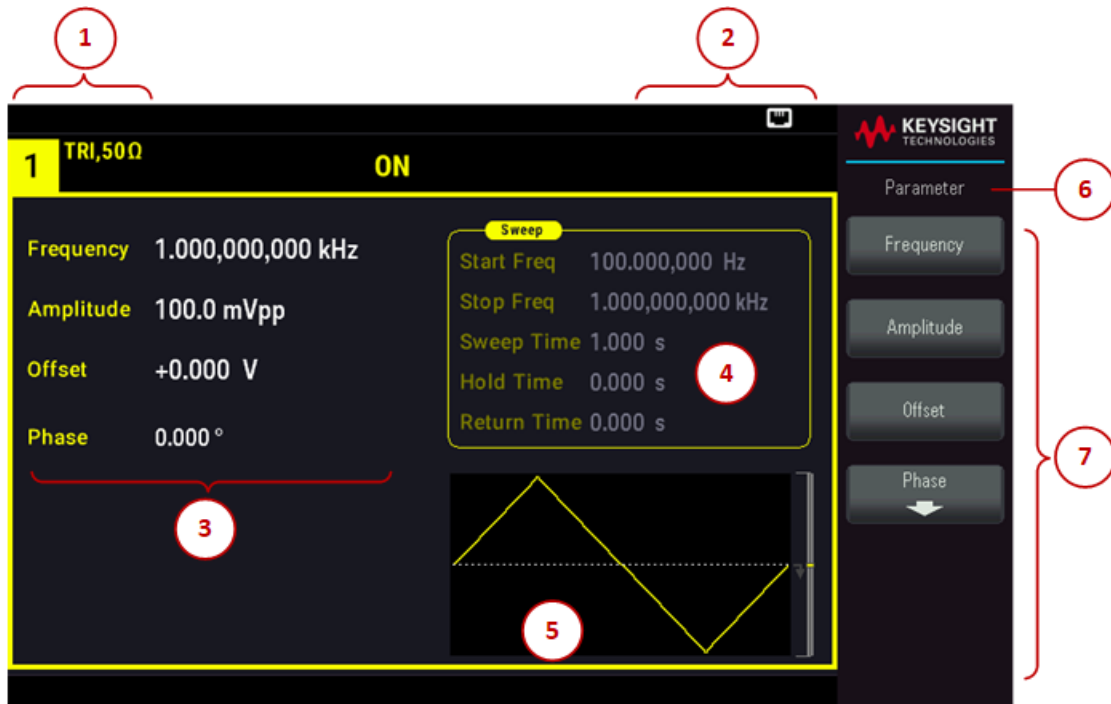 1
2
KEYSIGHT
TECHNOLOGIES
1 TRI,50Ω
ON
Parameter
6
Frequency 1.000,000,000 kHz
Amplitude 100.0 mVpp
Offset +0.000 V
Phase 0.000 °
3
Sweep
Start Freq 100.000,000 Hz
Stop Freq 1.000,000,000 kHz
Sweep Time 1.000 s
Hold Time 0.000 s
Return Time 0.000 s
4
5
Frequency
Amplitude
Offset
Phase
7